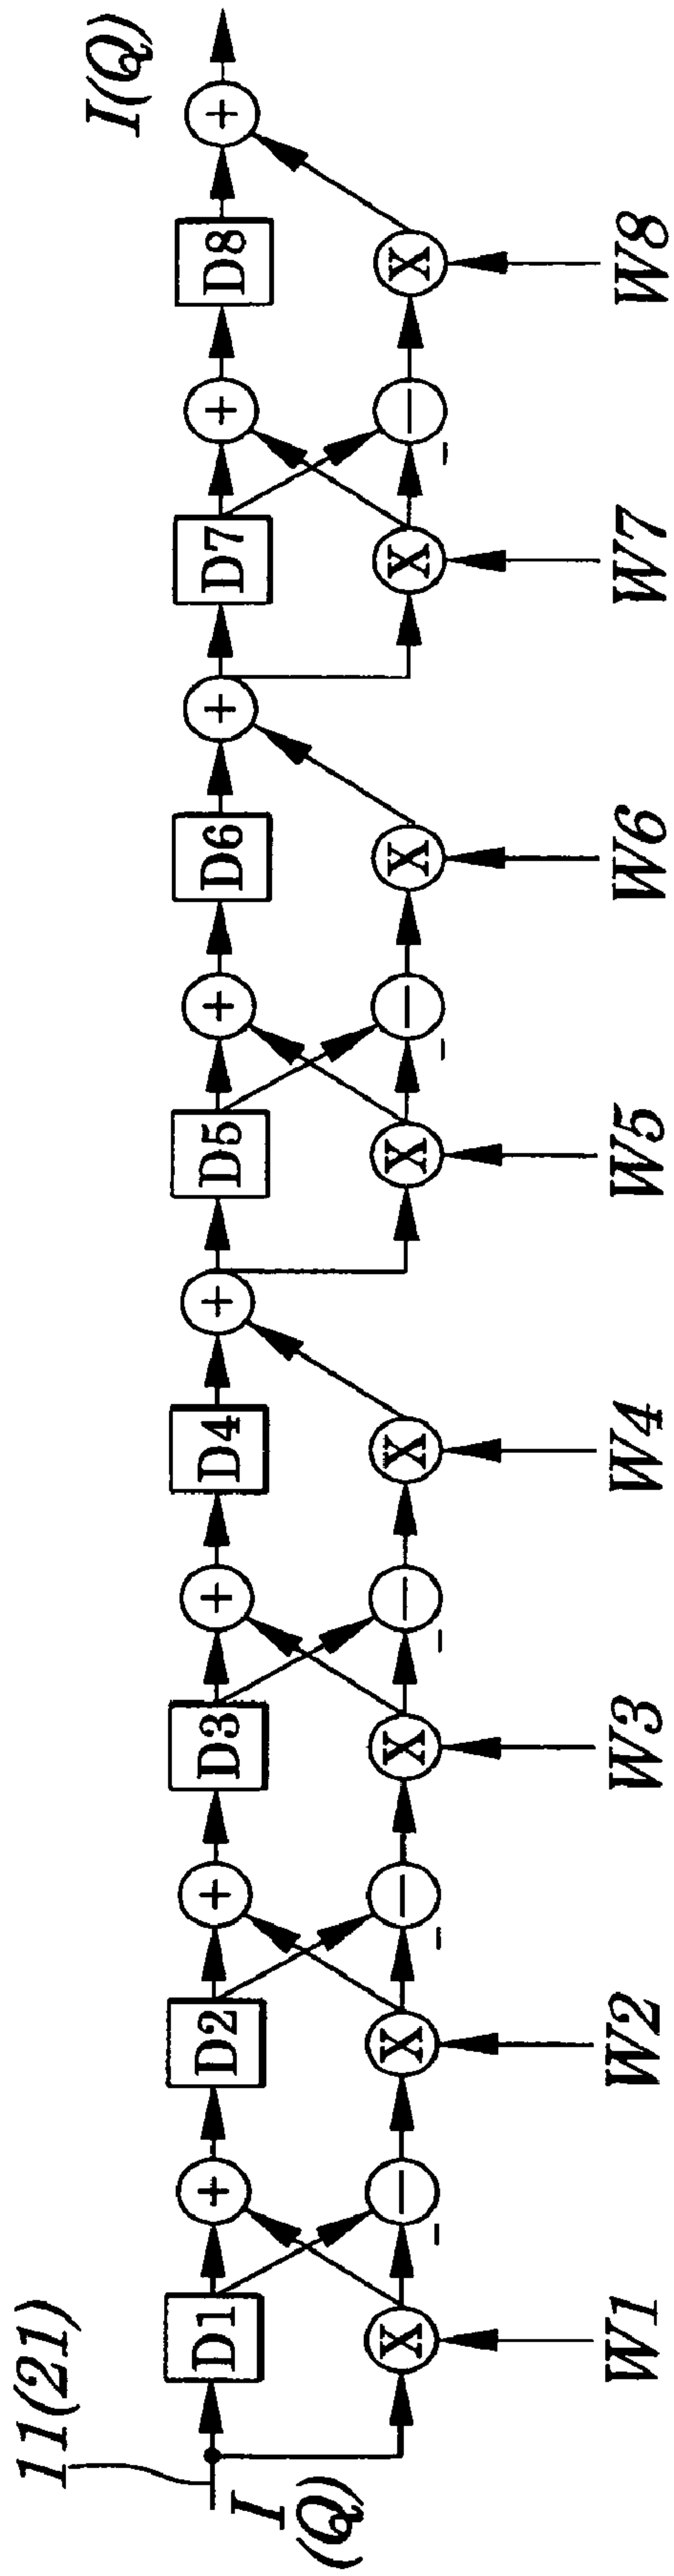 11(21)
I
(Q)
D1
D2
D3
D4
D5
D6
D7
D8
I(Q)
+
+
+
+
+
+
+
+
X
−
X
−
X
−
X
X
−
X
X
−
X
−
−
−
−
−
W1
W2
W3
W4
W5
W6
W7
W8